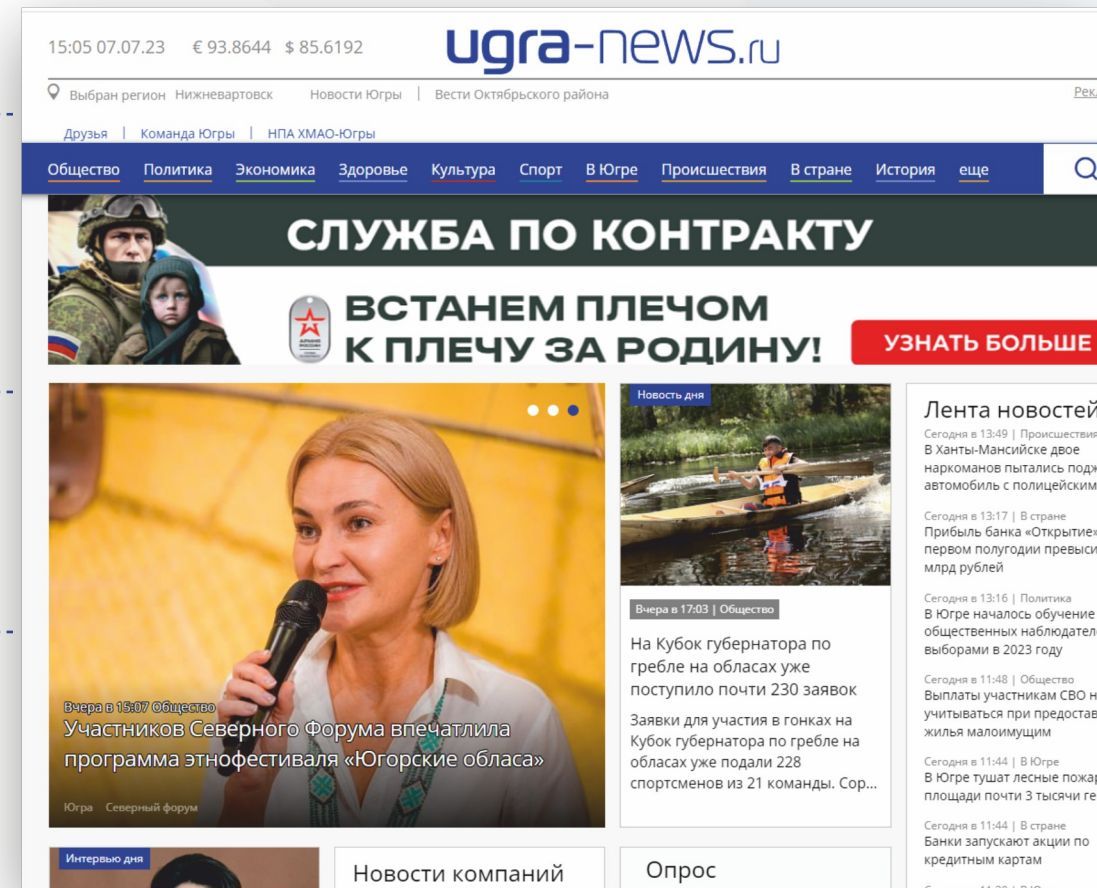 15:05 07.07.23 € 93.8644 $ 85.6192
ugra-news.ru
Выбран регион Нижневартовск Новости Югры | Вести Октябрьского района
Друзья | Команда Югры | НПА ХМАО-Югры
Общество Политика Экономика Здоровье Культура Спорт В Югре Происшествия В стране История еще
СЛУЖБА ПО КОНТРАКТУ
АРМИЯ
РОССИИ
ВСТАНЕМ ПЛЕЧОМ
К ПЛЕЧУ ЗА РОДИНУ!
УЗНАТЬ БОЛЬШЕ
Вчера в 15:07 Общество
Участников Северного Форума впечатлила
программа этнофестиваля «Югорские обласа»
Югра Северный форум
Новость дня
Вчера в 17:03 | Общество
На Кубок губернатора по
гребле на обласах уже
поступило почти 230 заявок
Заявки для участия в гонках на
Кубок губернатора по гребле на
обласах уже подали 228
спортсменов из 21 команды. Сор...
Лента новостей
Сегодня в 13:49 | Происшествия
В Ханты-Мансийске двое
наркоманов пытались
автомобиль с
Сегодня в 13:17 | В стране
Прибыль банка «Открытие»
первом полугодии
млрд рублей
Сегодня в 13:16 | Политика
В Югре началось обучение
общественных
выборами в 2023 году
Сегодня в 11:48 | Общество
Выплаты участникам СВО
учитываться при
жилья малоимущим
Сегодня в 11:44 | В Югре
В Югре тушат лесные
площади почти 3 тысячи
Сегодня в 11:44 | В стране
Банки запускают акции по
кредитным картам
Интервью дня
Новости компаний
Опрос